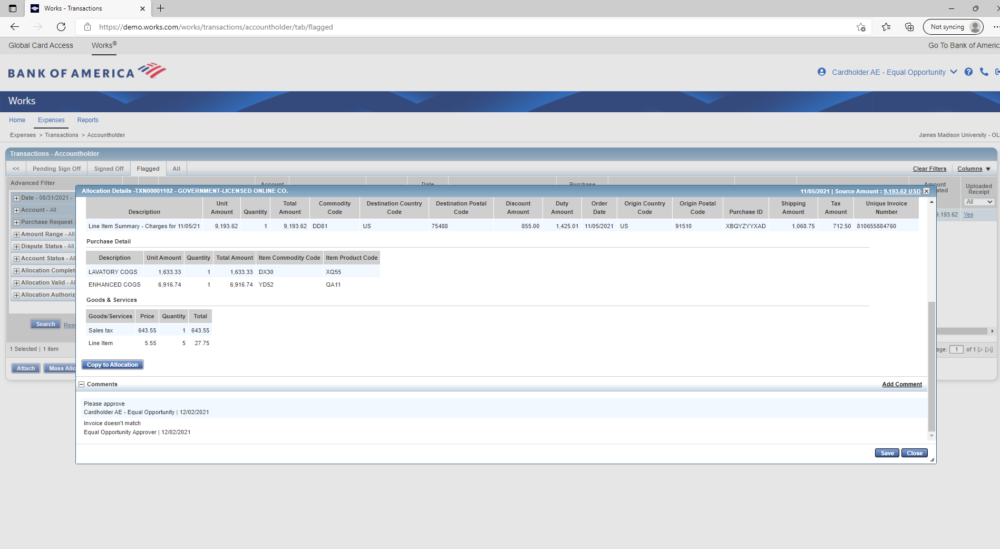 Works - Transactions
https://demo.works.com/works/transactions/accountholder/tab/flagged
Not syncing
Global Card Access
Works®
Go To Bank of Americ
BANK OF AMERICA
Cardholder AE - Equal Opportunity
Works
Home Expenses Reports
Expenses > Transactions > Accountholder
James Madison University - OL
Transactions - Accountholder
<< Pending Sign Off Signed Off Flagged All
Clear Filters Columns
Advanced Filter
Account
Date
Purchase
Amount
ated
Uploaded
Receipt
All
Date - 08/31/2021 -
Account - All
Purchase Request -
Amount Range - All
Dispute Status - All
Account Status - All
Allocation Complet
Allocation Valid - Al
Allocation Authoriz
9,193.62 Yes
Search Rese
1 Selected | 1 item
age: 1 of 1
Attach Mass Allo
Allocation Details -TXN00001102 - GOVERNMENT-LICENSED ONLINE CO.
11/05/2021 | Source Amount : 9,193.62 USD
Description Unit Amount Quantity Total Amount Commodity Code Destination Country Code Destination Postal Code Discount Amount Duty Amount Order Date Origin Country Code Origin Postal Code Purchase ID Shipping Amount Tax Amount Unique Invoice Number
Line Item Summary - Charges for 11/05/21 9,193.62 1 9,193.62 DD81 US 75488 855.00 1,425.01 11/05/2021 US 91510 XBQYZYYXAD 1,068.75 712.50 810655884760
Purchase Detail
Description Unit Amount Quantity Total Amount Item Commodity Code Item Product Code
LAVATORY COGS 1,633.33 1 1,633.33 DX30 XQ55
ENHANCED COGS 6,916.74 1 6,916.74 YD52 QA11
Goods & Services
Goods/Services Price Quantity Total
Sales tax 643.55 1 643.55
Line Item 5.55 5 27.75
Copy to Allocation
Comments
Add Comment
Please approve
Cardholder AE - Equal Opportunity | 12/02/2021
Invoice doesn't match
Equal Opportunity Approver | 12/02/2021
Save Close